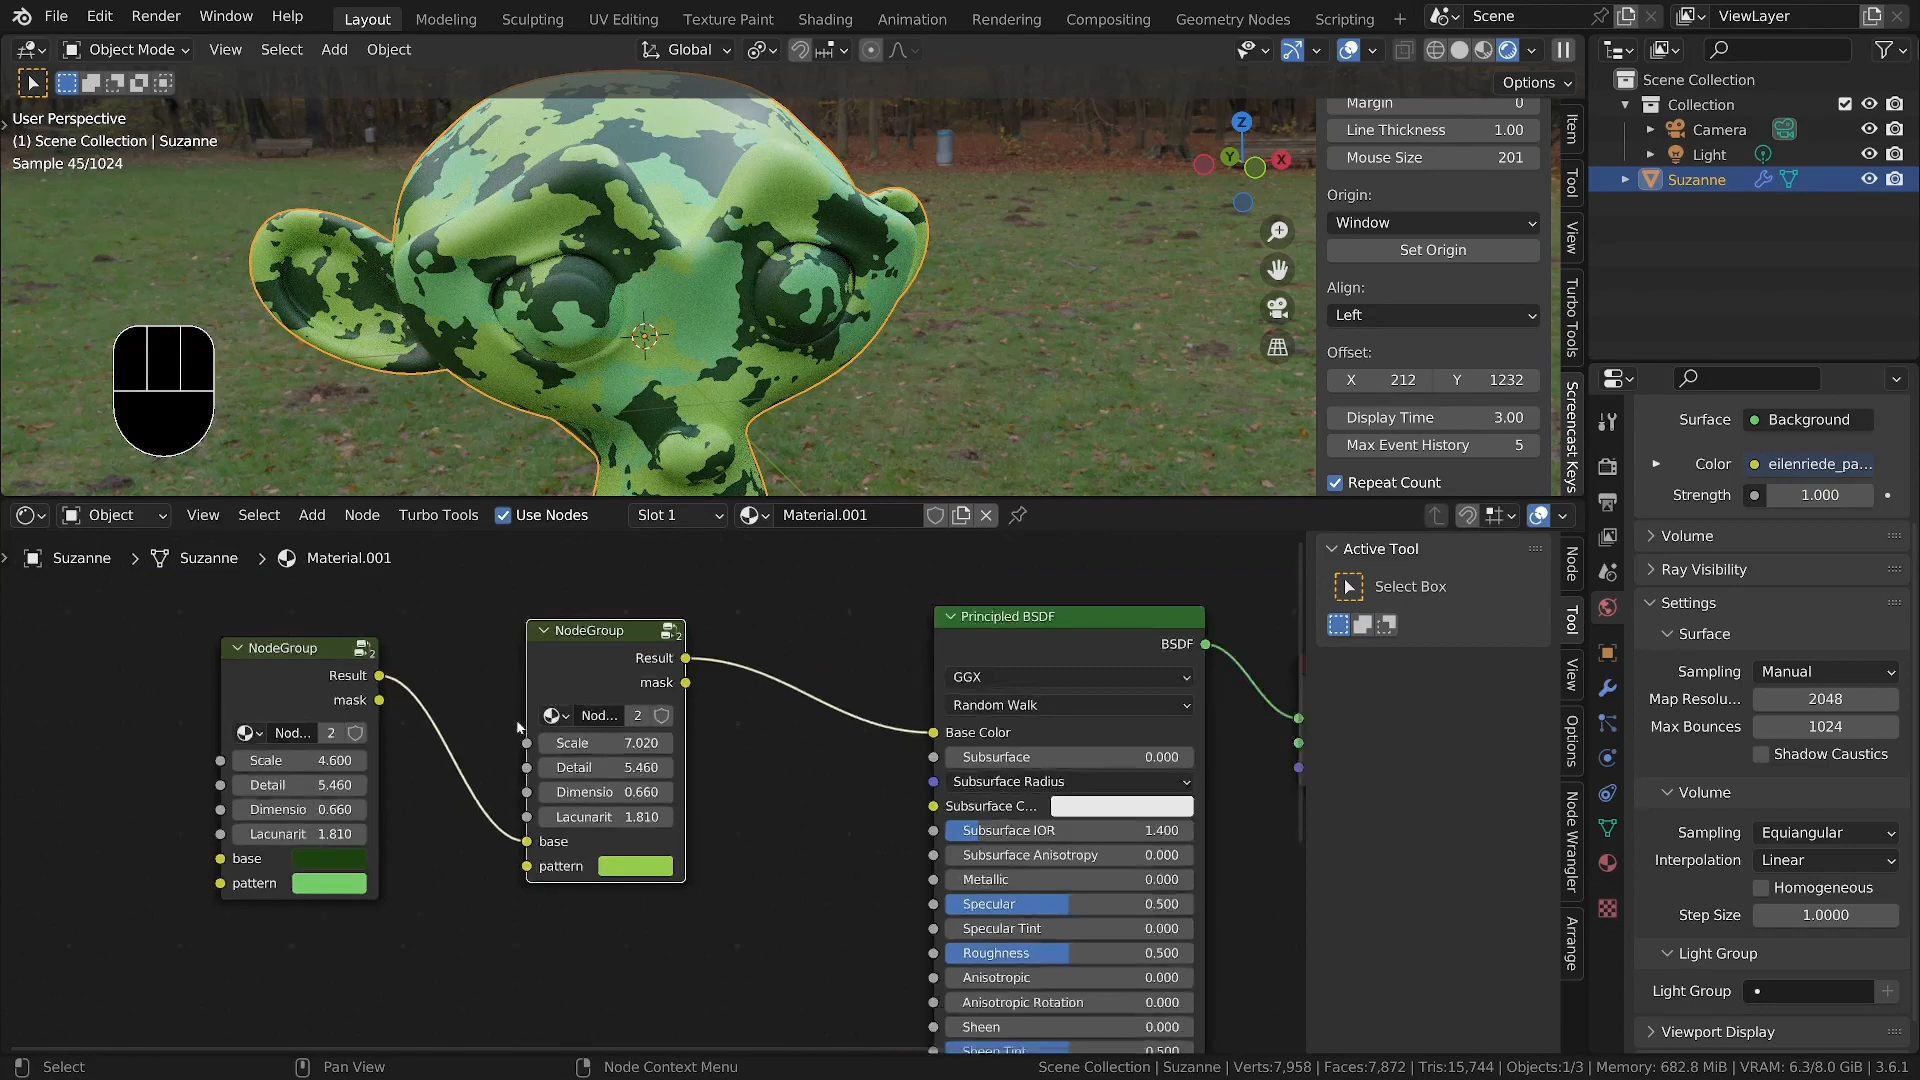 File Edit Render Window Help Layout Modeling Sculpting UV Editing Texture Paint Shading Animation Rendering Compositing Geometry Nodes Scripting + Scene ViewLayer
Object Mode View Select Add Object Global
Options
User Perspective
(1) Scene Collection | Suzanne
Sample 45/1024
Z
Y
X
Margin 0
Line Thickness 1.00
Mouse Size 201
Origin:
Window
Set Origin
Align:
Left
Offset:
X 212 Y 1232
Display Time 3.00
Max Event History 5
Repeat Count
Item
Tool
View
Turbo Tools
Screencast Keys
Scene Collection
Collection
Camera
Light
Suzanne
Object View Select Add Node Turbo Tools Use Nodes Slot 1 Material.001
Suzanne > Suzanne > Material.001
NodeGroup 2
Result
mask
Nod... 2
Scale 4.600
Detail 5.460
Dimensio 0.660
Lacunarit 1.810
base
pattern
NodeGroup 2
Result
mask
Nod... 2
Scale 7.020
Detail 5.460
Dimensio 0.660
Lacunarit 1.810
base
pattern
Principled BSDF
BSDF
GGX
Random Walk
Base Color
Subsurface 0.000
Subsurface Radius
Subsurface C...
Subsurface IOR 1.400
Subsurface Anisotropy 0.000
Metallic 0.000
Specular 0.500
Specular Tint 0.000
Roughness 0.500
Anisotropic 0.000
Anisotropic Rotation 0.000
Sheen 0.000
Sheen Tint 0.500
Active Tool
Select Box
Node
Tool
View
Options
Node Wrangler
Arrange
Surface Background
Color eilenriede_pa...
Strength 1.000
Volume
Ray Visibility
Settings
Surface
Sampling Manual
Map Resolu... 2048
Max Bounces 1024
Shadow Caustics
Volume
Sampling Equiangular
Interpolation Linear
Homogeneous
Step Size 1.0000
Light Group
Light Group
Viewport Display
Select Pan View Node Context Menu Scene Collection | Suzanne | Verts:7,958 | Faces:7,872 | Tris:15,744 | Objects:1/3 | Memory: 682.8 MiB | VRAM: 6.3/8.0 GiB | 3.6.1